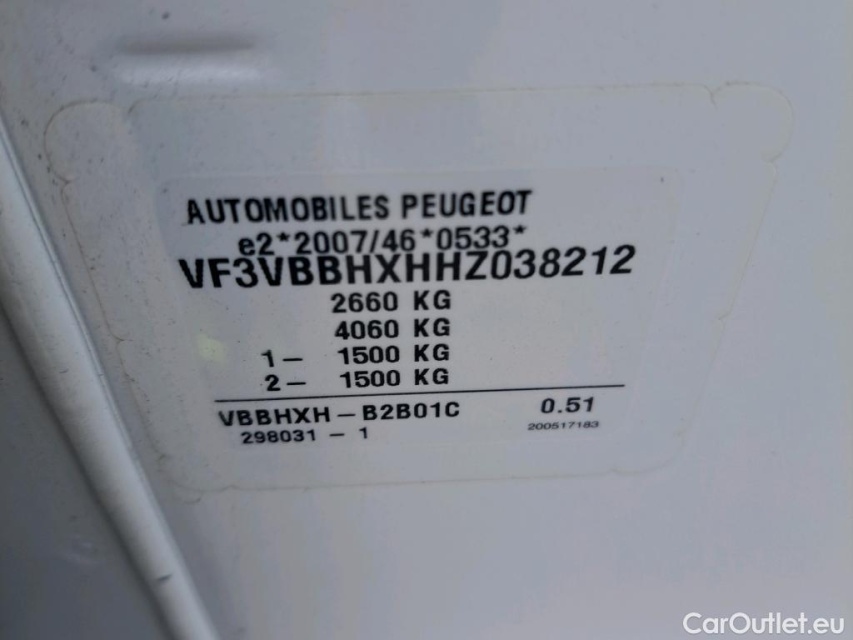 AUTOMOBILES PEUGEOT
e2*2007/46*0533*
VF3VBBHXHHZ038212
2660 KG
4060 KG
1- 1500 KG
2- 1500 KG
VBBHXH-B2B01C 0.51
298031-1 200517183
CarOutlet.eu